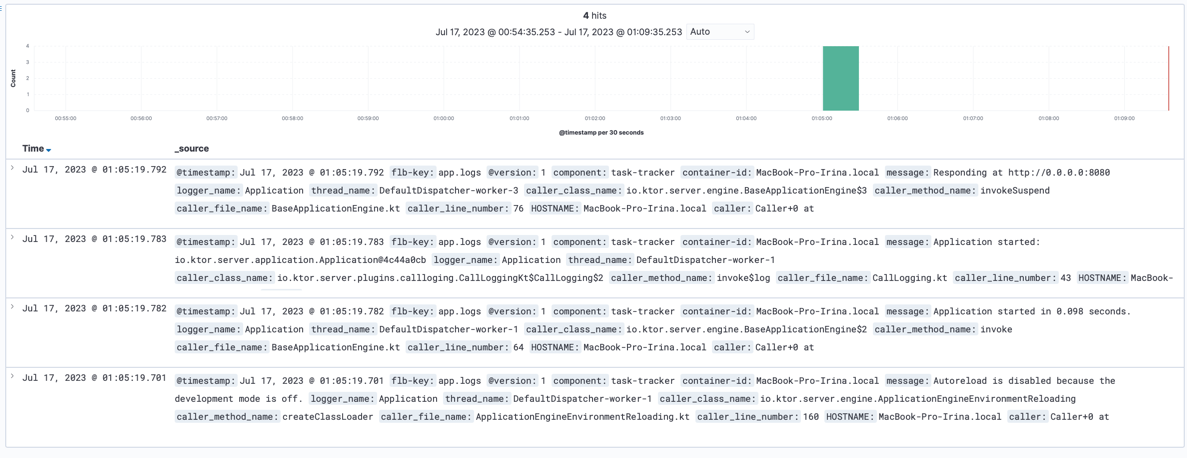 4 hits
Jul 17, 2023 @ 00:54:35.253 - Jul 17, 2023 @ 01:09:35.253 Auto
Count
4
3
2
1
0
00:55:00 00:56:00 00:57:00 00:58:00 00:59:00 01:00:00 01:01:00 01:02:00 01:03:00 01:04:00 01:05:00 01:06:00 01:07:00 01:08:00 01:09:00
@timestamp per 30 seconds
Time _source
Jul 17, 2023 @ 01:05:19.792 @timestamp: Jul 17, 2023 @ 01:05:19.792 flb-key: app.logs @version: 1 component: task-tracker container-id: MacBook-Pro-Irina.local message: Responding at http://0.0.0.0:8080
logger_name: Application thread_name: DefaultDispatcher-worker-3 caller_class_name: io.ktor.server.engine.BaseApplicationEngine$3 caller_method_name: invokeSuspend
caller_file_name: BaseApplicationEngine.kt caller_line_number: 76 HOSTNAME: MacBook-Pro-Irina.local caller: Caller+0 at
Jul 17, 2023 @ 01:05:19.783 @timestamp: Jul 17, 2023 @ 01:05:19.783 flb-key: app.logs @version: 1 component: task-tracker container-id: MacBook-Pro-Irina.local message: Application started:
io.ktor.server.application.Application@4c44a0cb logger_name: Application thread_name: DefaultDispatcher-worker-1
caller_class_name: io.ktor.server.plugins.callloging.CallLoggingKt$CallLogging$2 caller_method_name: invoke$log caller_file_name: CallLogging.kt caller_line_number: 43 HOSTNAME: MacBook-
Jul 17, 2023 @ 01:05:19.782 @timestamp: Jul 17, 2023 @ 01:05:19.782 flb-key: app.logs @version: 1 component: task-tracker container-id: MacBook-Pro-Irina.local message: Application started in 0.098 seconds.
logger_name: Application thread_name: DefaultDispatcher-worker-1 caller_class_name: io.ktor.server.engine.BaseApplicationEngine$2 caller_method_name: invoke
caller_file_name: BaseApplicationEngine.kt caller_line_number: 64 HOSTNAME: MacBook-Pro-Irina.local caller: Caller+0 at
Jul 17, 2023 @ 01:05:19.701 @timestamp: Jul 17, 2023 @ 01:05:19.701 flb-key: app.logs @version: 1 component: task-tracker container-id: MacBook-Pro-Irina.local message: Autoreload is disabled because the
development mode is off. logger_name: Application thread_name: DefaultDispatcher-worker-1 caller_class_name: io.ktor.server.engine.ApplicationEngineEnvironmentReloading
caller_method_name: createClassLoader caller_file_name: ApplicationEngineEnvironmentReloading.kt caller_line_number: 160 HOSTNAME: MacBook-Pro-Irina.local caller: Caller+0 at